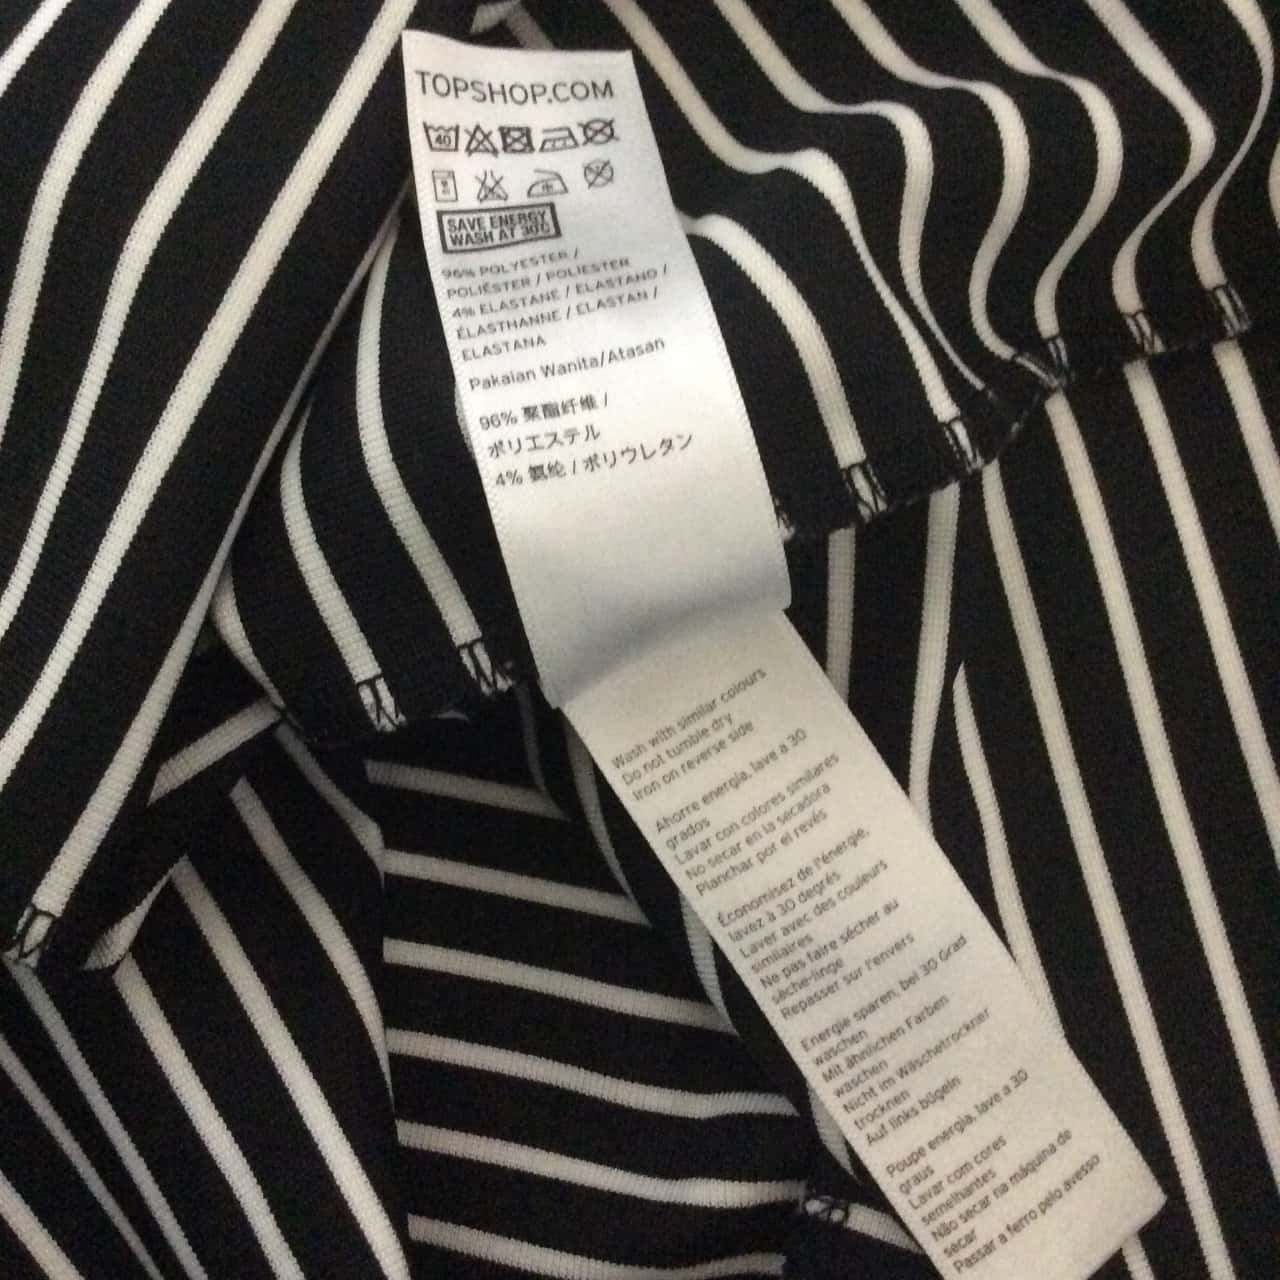 TOPSHOP.COM
40
SAVE ENERGY
WASH AT 30°C
96% POLYESTER /
POLIÉSTER / POLIESTER
4% ELASTANE / ELASTANO /
ÉLASTHANNE / ELASTAN /
ELASTANA
Pakaian Wanita/Atasan
96% 聚酯纤维 /
ポリエステル
4% 氨纶 / ポリウレタン
Wash with similar colours
Do not tumble dry
Iron on reverse side
Ahorre energia, lave a 30
grados
Lavar con colores similares
No secar en la secadora
Planchar por el revés
Économisez de l'énergie,
lavez à 30 degrés
Laver avec des couleurs
similaires
Ne pas faire sécher au
sèche-linge
Repasser sur l'envers
Energie sparen, bei 30 Grad
waschen
Mit ähnlichen Farben
waschen
Nicht im Wäschetrockner
trocknen
Auf links bügeln
Poupe energia, lave a 30
graus
Lavar com cores
semelhantes
Não secar na máquina de
secar
Passar a ferro pelo avesso